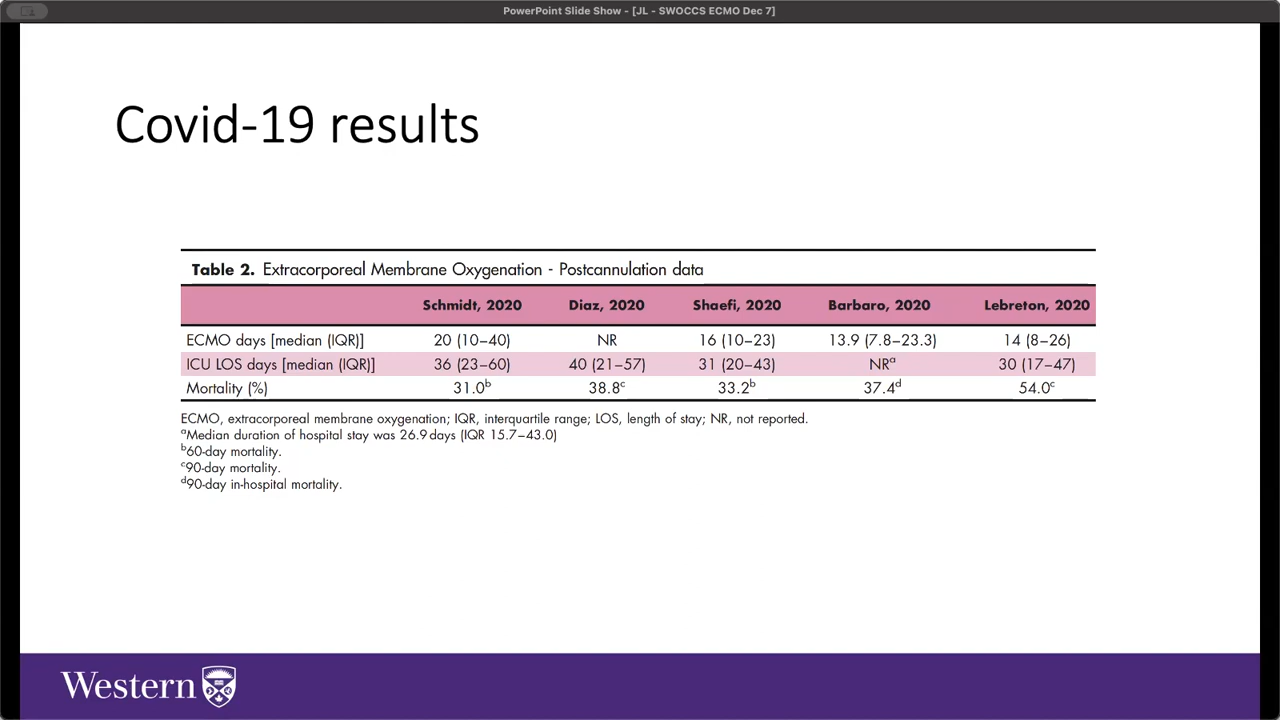 PowerPoint Slide Show - [JL - SWOCCS ECMO Dec 7]
Covid-19 results
Table 2. Extracorporeal Membrane Oxygenation - Postcannulation data
Schmidt, 2020 Diaz, 2020 Shaefi, 2020 Barbaro, 2020 Lebreton, 2020
ECMO days [median (IQR)] 20 (10–40) NR 16 (10–23) 13.9 (7.8–23.3) 14 (8–26)
ICU LOS days [median (IQR)] 36 (23–60) 40 (21–57) 31 (20–43) NRᵃ 30 (17–47)
Mortality (%) 31.0ᵇ 38.8ᶜ 33.2ᵇ 37.4ᵈ 54.0ᶜ
ECMO, extracorporeal membrane oxygenation; IQR, interquartile range; LOS, length of stay; NR, not reported.
ᵃMedian duration of hospital stay was 26.9 days (IQR 15.7–43.0)
ᵇ60-day mortality.
ᶜ90-day mortality.
ᵈ90-day in-hospital mortality.
Western